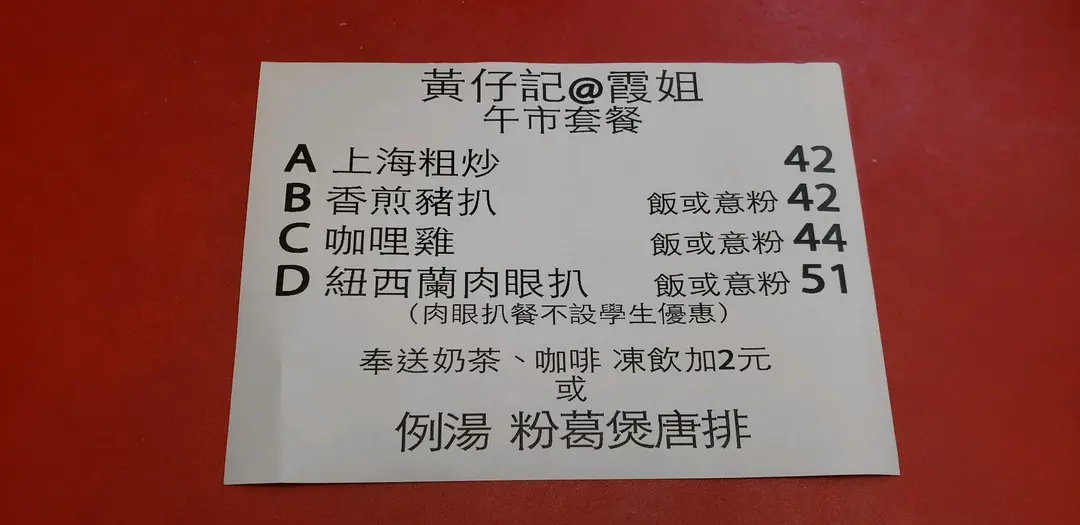 黃仔記@霞姐
午市套餐
A 上海粗炒 42
B 香煎豬扒 飯或意粉 42
C 咖哩雞 飯或意粉 44
D 紐西蘭肉眼扒 飯或意粉 51
（肉眼扒餐不設學生優惠）
奉送奶茶、咖啡 凍飲加2元
或
例湯 粉葛煲唐排